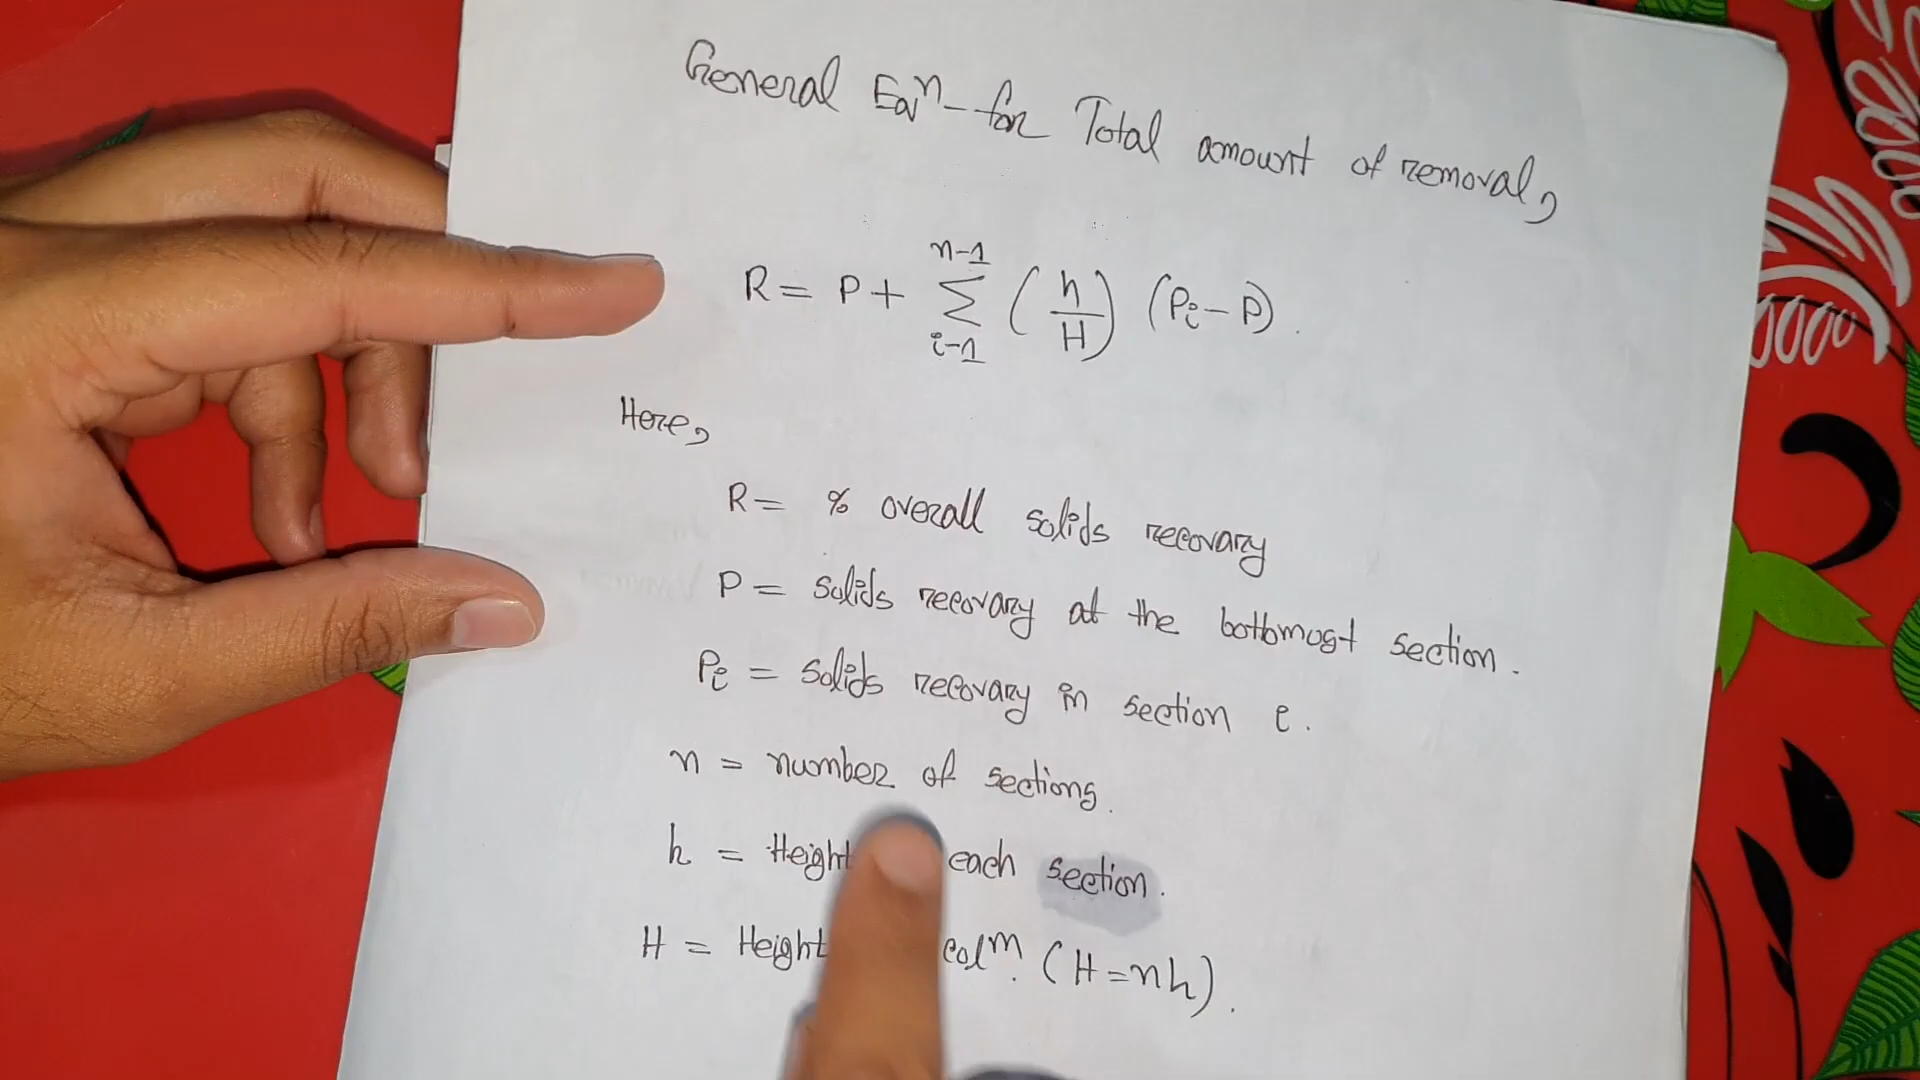 General Eqn for Total amount of removal,
R = P + n-1 Σ i-1 (h/H) (Pi - P).
Here,
R = % overall solids recovary
P = solids recovary at the bottomost section.
Pi = solids recovary in section i.
n = number of sections.
h = Height each section.
H = Height colm. (H=nh).